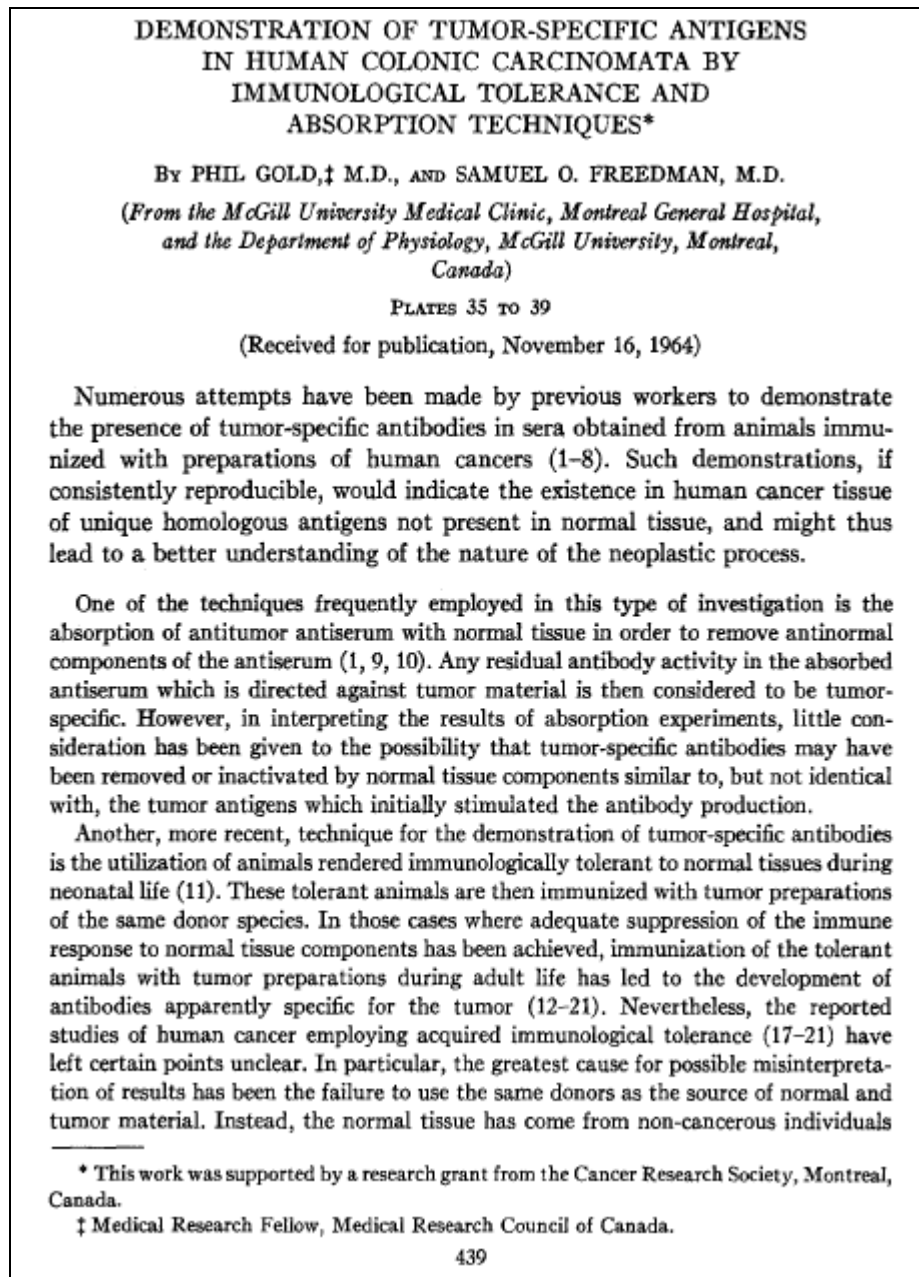 DEMONSTRATION OF TUMOR-SPECIFIC ANTIGENS
IN HUMAN COLONIC CARCINOMATA BY
IMMUNOLOGICAL TOLERANCE AND
ABSORPTION TECHNIQUES*
BY PHIL GOLD,‡ M.D., AND SAMUEL O. FREEDMAN, M.D.
(From the McGill University Medical Clinic, Montreal General Hospital,
and the Department of Physiology, McGill University, Montreal,
Canada)
PLATES 35 TO 39
(Received for publication, November 16, 1964)
Numerous attempts have been made by previous workers to demonstrate
the presence of tumor-specific antibodies in sera obtained from animals immu-
nized with preparations of human cancers (1–8). Such demonstrations, if
consistently reproducible, would indicate the existence in human cancer tissue
of unique homologous antigens not present in normal tissue, and might thus
lead to a better understanding of the nature of the neoplastic process.
One of the techniques frequently employed in this type of investigation is the
absorption of antitumor antiserum with normal tissue in order to remove antinormal
components of the antiserum (1, 9, 10). Any residual antibody activity in the absorbed
antiserum which is directed against tumor material is then considered to be tumor-
specific. However, in interpreting the results of absorption experiments, little con-
sideration has been given to the possibility that tumor-specific antibodies may have
been removed or inactivated by normal tissue components similar to, but not identical
with, the tumor antigens which initially stimulated the antibody production.
Another, more recent, technique for the demonstration of tumor-specific antibodies
is the utilization of animals rendered immunologically tolerant to normal tissues during
neonatal life (11). These tolerant animals are then immunized with tumor preparations
of the same donor species. In those cases where adequate suppression of the immune
response to normal tissue components has been achieved, immunization of the tolerant
animals with tumor preparations during adult life has led to the development of
antibodies apparently specific for the tumor (12–21). Nevertheless, the reported
studies of human cancer employing acquired immunological tolerance (17–21) have
left certain points unclear. In particular, the greatest cause for possible misinterpreta-
tion of results has been the failure to use the same donors as the source of normal and
tumor material. Instead, the normal tissue has come from non-cancerous individuals
* This work was supported by a research grant from the Cancer Research Society, Montreal,
Canada.
‡ Medical Research Fellow, Medical Research Council of Canada.
439